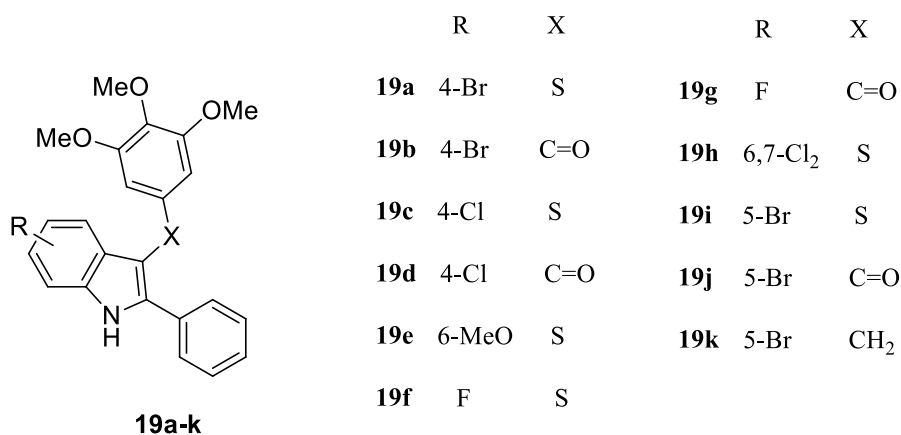 R X
19a 4-Br S
19b 4-Br C=O
19c 4-Cl S
19d 4-Cl C=O
19e 6-MeO S
19f F S
R X
19g F C=O
19h 6,7-Cl₂ S
19i 5-Br S
19j 5-Br C=O
19k 5-Br CH₂
MeO
MeO
OMe
R
X
N
H
19a-k